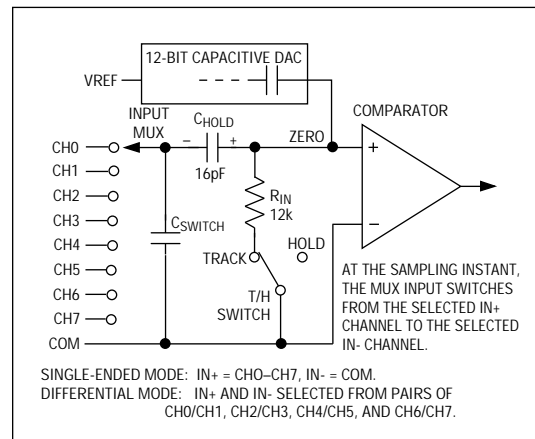 12-BIT CAPACITIVE DAC
VREF
COMPARATOR
INPUT
MUX
CHOLD
– +
16pF
ZERO
+
–
CH0
CH1
CH2
CH3
CH4
CH5
CH6
CH7
COM
CSWITCH
RIN
12k
TRACK
HOLD
T/H
SWITCH
AT THE SAMPLING INSTANT,
THE MUX INPUT SWITCHES
FROM THE SELECTED IN+
CHANNEL TO THE SELECTED
IN- CHANNEL.
SINGLE-ENDED MODE: IN+ = CHO–CH7, IN- = COM.
DIFFERENTIAL MODE: IN+ AND IN- SELECTED FROM PAIRS OF
CH0/CH1, CH2/CH3, CH4/CH5, AND CH6/CH7.